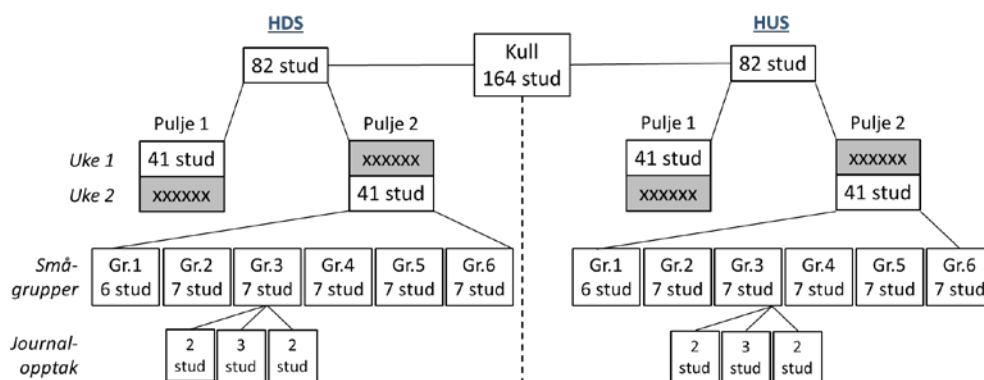 HDS
HUS
82 stud
Kull
164 stud
82 stud
Pulje 1
Pulje 2
Pulje 1
Pulje 2
Uke 1
41 stud
xxxxxx
41 stud
xxxxxx
Uke 2
xxxxxx
41 stud
xxxxxx
41 stud
Små-
grupper
Gr.1
6 stud
Gr.2
7 stud
Gr.3
7 stud
Gr.4
7 stud
Gr.5
7 stud
Gr.6
7 stud
Gr.1
6 stud
Gr.2
7 stud
Gr.3
7 stud
Gr.4
7 stud
Gr.5
7 stud
Gr.6
7 stud
Journal-
opptak
2
stud
3
stud
2
stud
2
stud
3
stud
2
stud